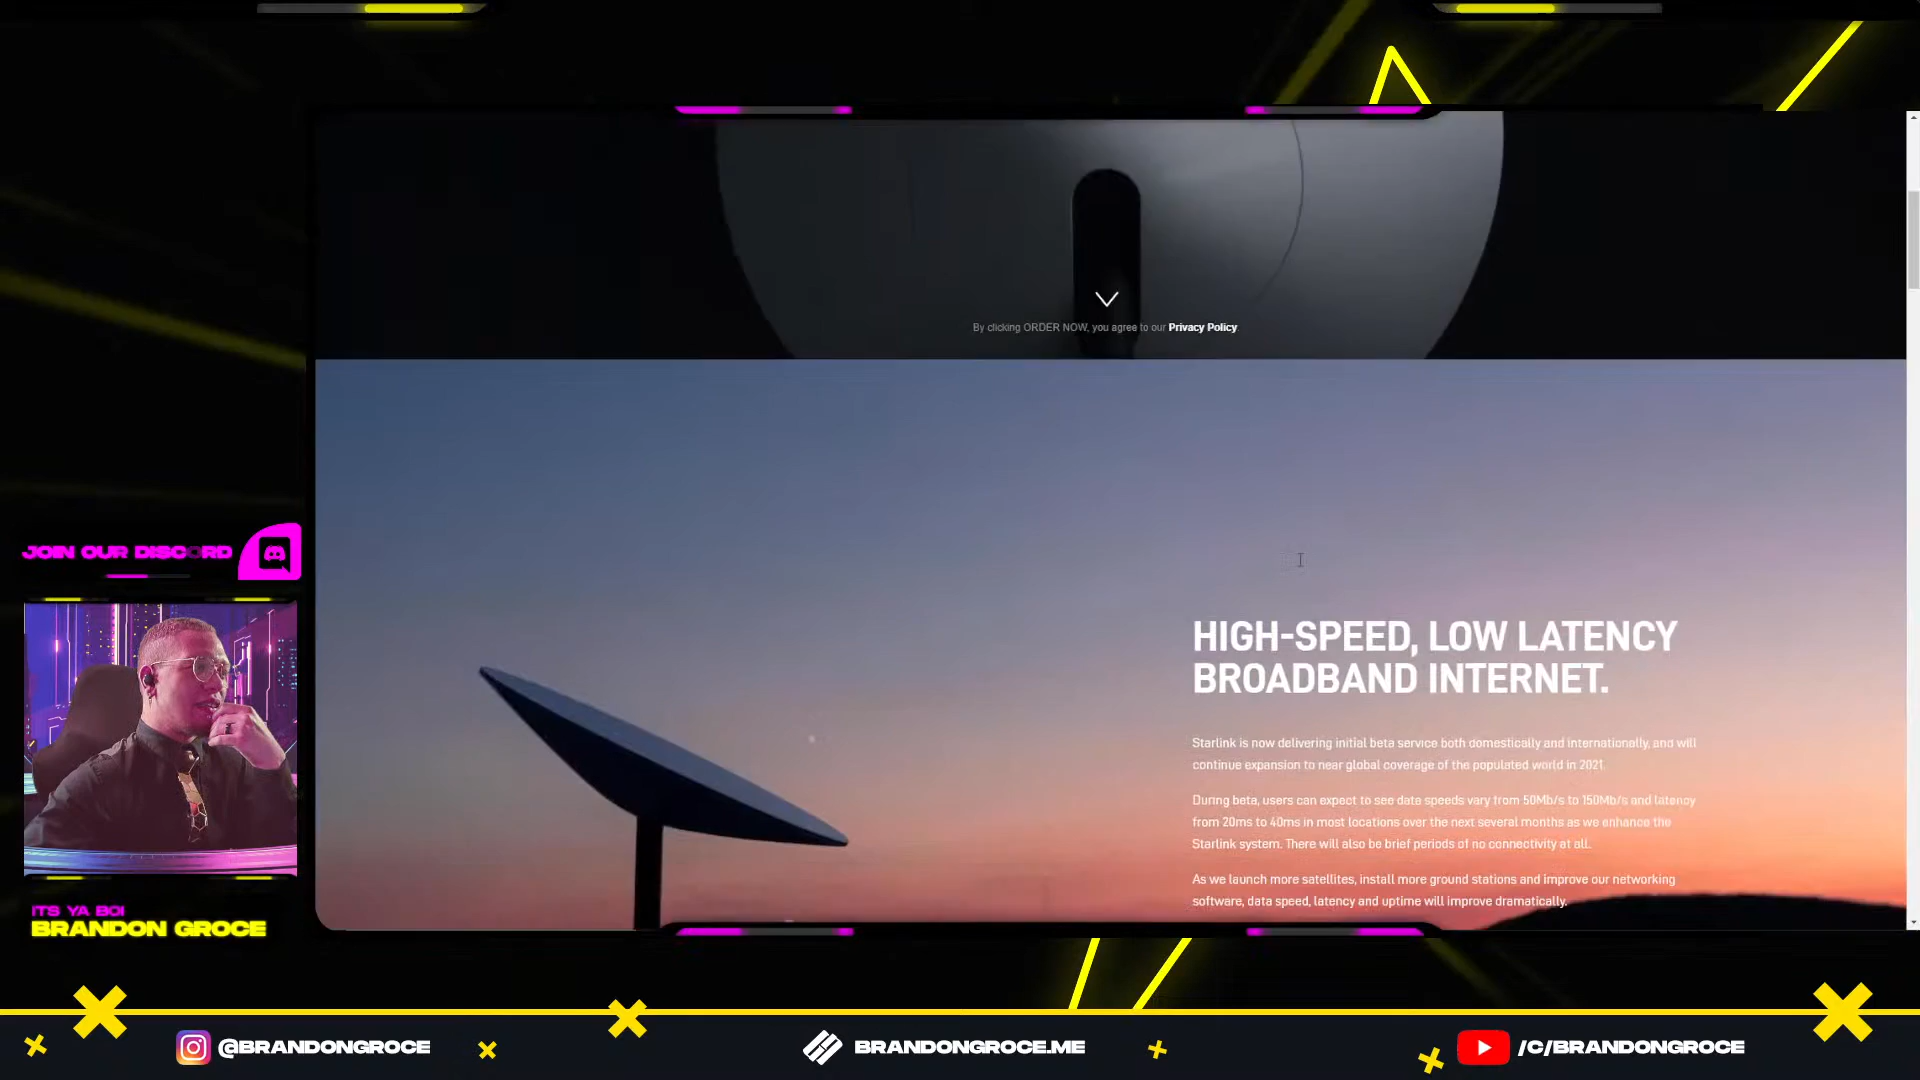 By clicking ORDER NOW, you agree to our Privacy Policy
HIGH-SPEED, LOW LATENCY
BROADBAND INTERNET.
Starlink is now delivering initial beta service both domestically and internationally, and will
continue expansion to near global coverage of the populated world in 2021.
During beta, users can expect to see data speeds vary from 50Mb/s to 150Mb/s and latency
from 20ms to 40ms in most locations over the next several months as we enhance the
Starlink system. There will also be brief periods of no connectivity at all.
As we launch more satellites, install more ground stations and improve our networking
software, data speed, latency and uptime will improve dramatically.
JOIN OUR DISCORD
ITS YA BOI
BRANDON GROCE
@BRANDONGROCE
BRANDONGROCE.ME
/C/BRANDONGROCE